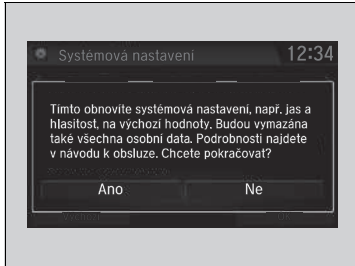 Systémová nastavení
12:34
Tímto obnovíte systémová nastavení, např. jas a
hlasitost, na výchozí hodnoty. Budou vymazána
také všechna osobní data. Podrobnosti najdete
v návodu k obsluze. Chcete pokračovat?
Ano
Ne